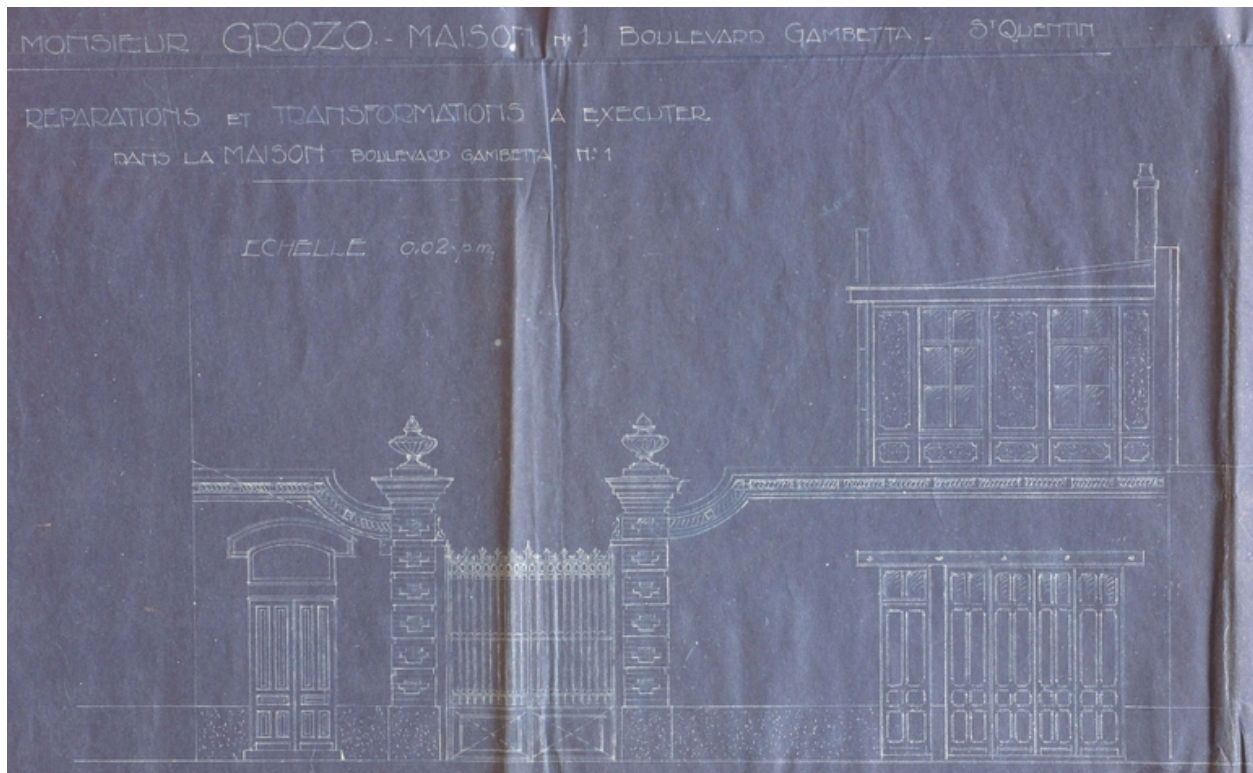 MONSIEUR GROZO. - MAISON N. 1 BOULEVARD GAMBETTA - ST QUENTIN
REPARATIONS ET TRANSFORMATIONS A EXECUTER.
DANS LA MAISON BOULEVARD GAMBETTA N.° 1
ECHELLE 0.02 p.m.